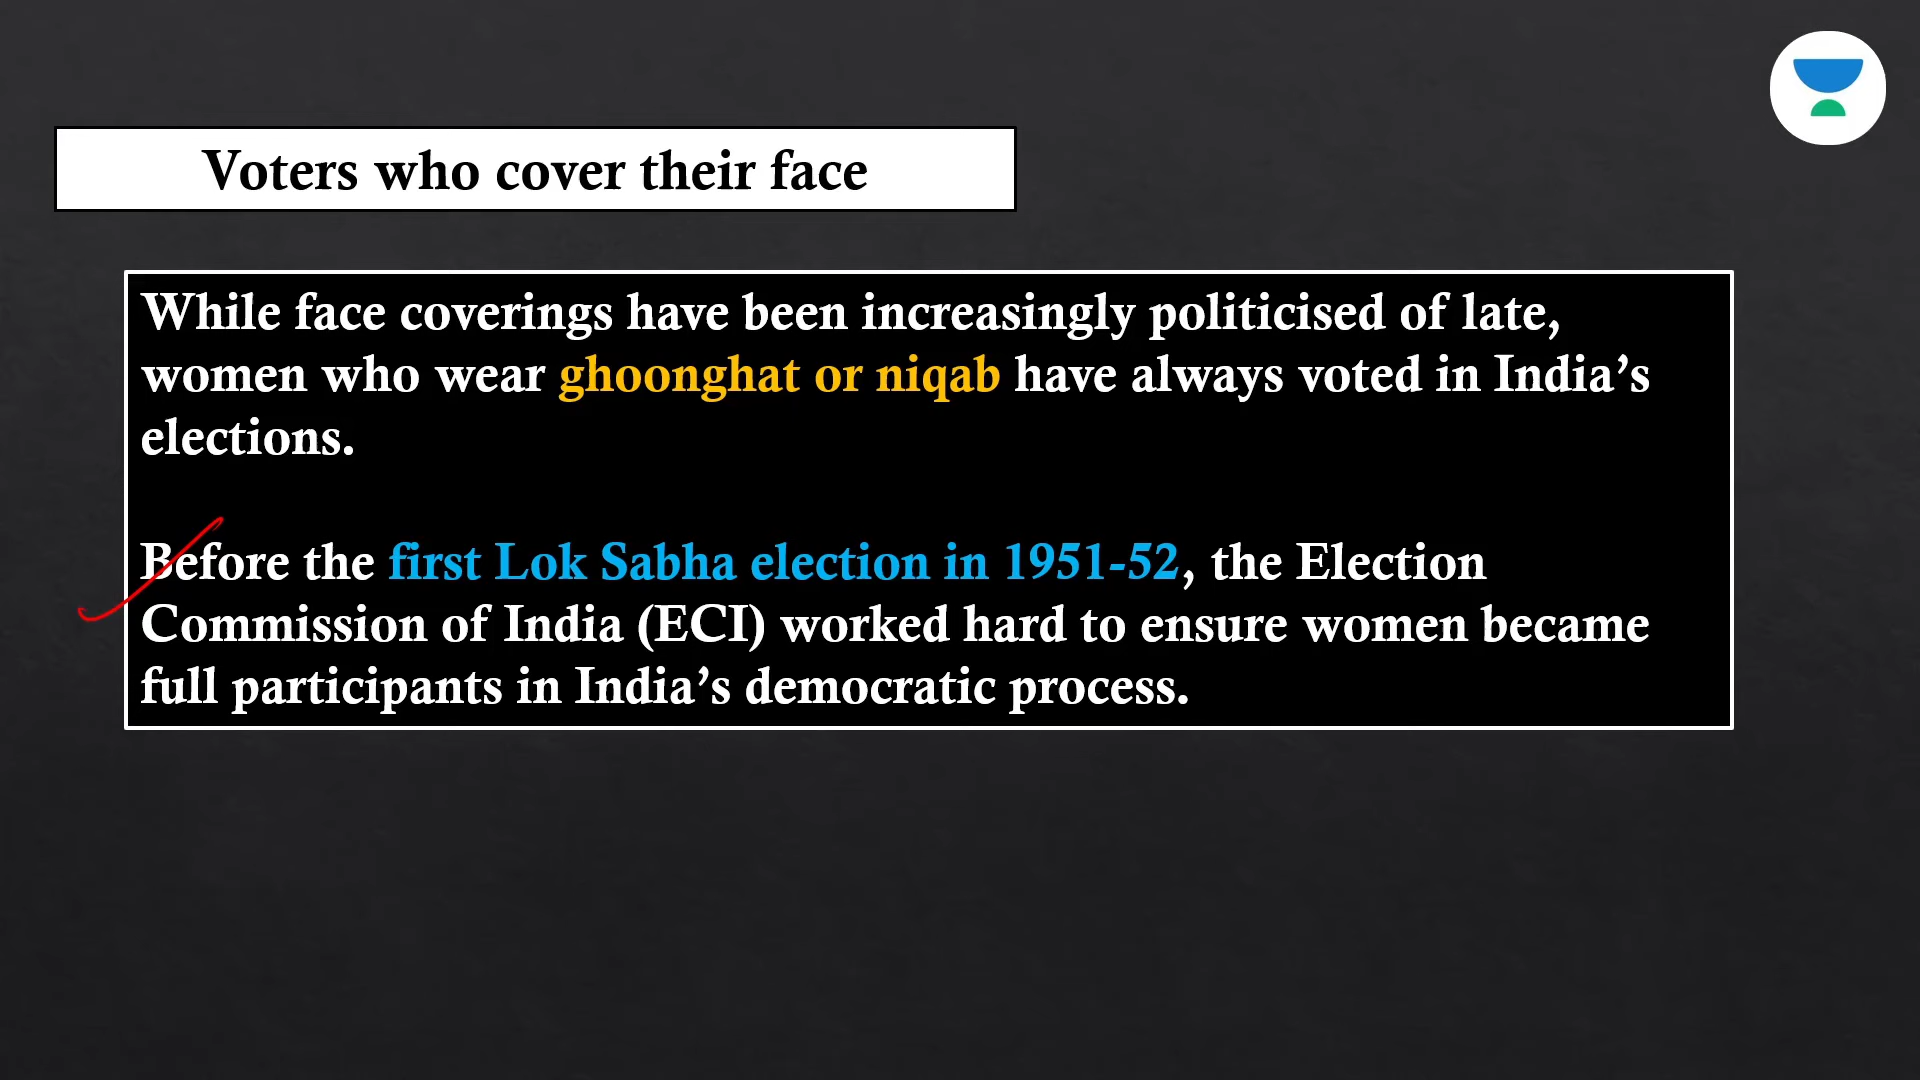 Voters who cover their face
While face coverings have been increasingly politicised of late,
women who wear ghoonghat or niqab have always voted in India’s
elections.
Before the first Lok Sabha election in 1951-52, the Election
Commission of India (ECI) worked hard to ensure women became
full participants in India’s democratic process.